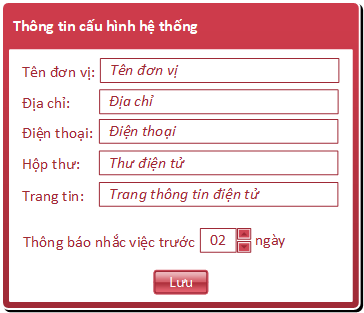 Thông tin cấu hình hệ thống
Tên đơn vị: Tên đơn vị
Địa chỉ: Địa chỉ
Điện thoại: Điện thoại
Hộp thư: Thư điện tử
Trang tin: Trang thông tin điện tử
Thông báo nhắc việc trước 02 ngày
Lưu